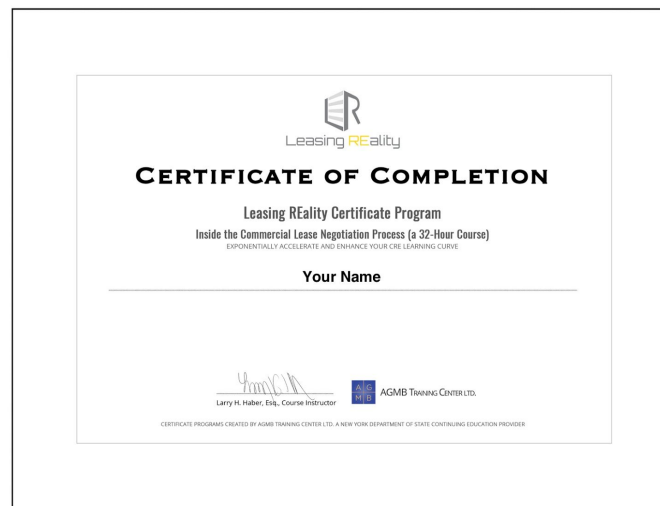 R
Leasing REality
CERTIFICATE OF COMPLETION
Leasing REality Certificate Program
Inside the Commercial Lease Negotiation Process (a 32-Hour Course)
EXPONENTIALLY ACCELERATE AND ENHANCE YOUR CRE LEARNING CURVE
Your Name
Larry H. Haber, Esq., Course Instructor
AG
MB
AGMB TRAINING CENTER LTD.
CERTIFICATE PROGRAMS CREATED BY AGMB TRAINING CENTER LTD. A NEW YORK DEPARTMENT OF STATE CONTINUING EDUCATION PROVIDER